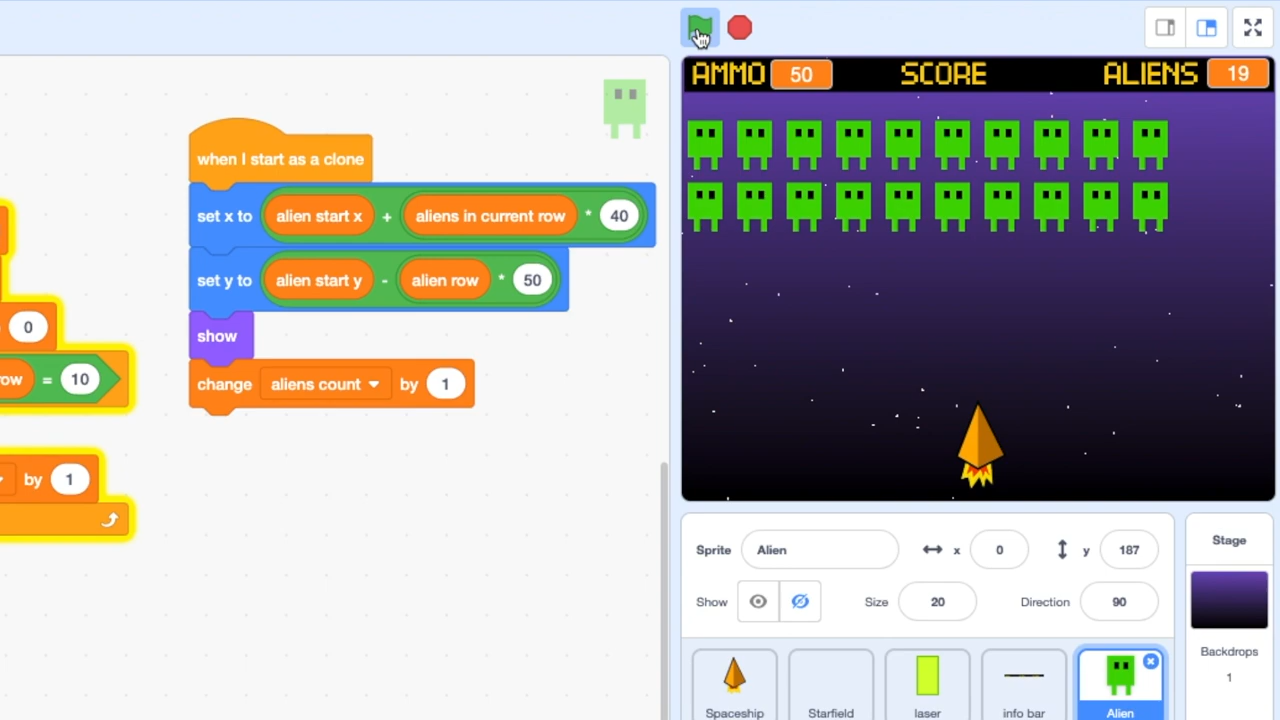 AMMO 50 SCORE ALIENS 19
when I start as a clone
set x to alien start x + aliens in current row * 40
set y to alien start y - alien row * 50
show
change aliens count by 1
0
row = 10
by 1
Sprite Alien x 0 y 187
Show Size 20 Direction 90
Stage
Backdrops
1
Spaceship Starfield laser info bar Alien